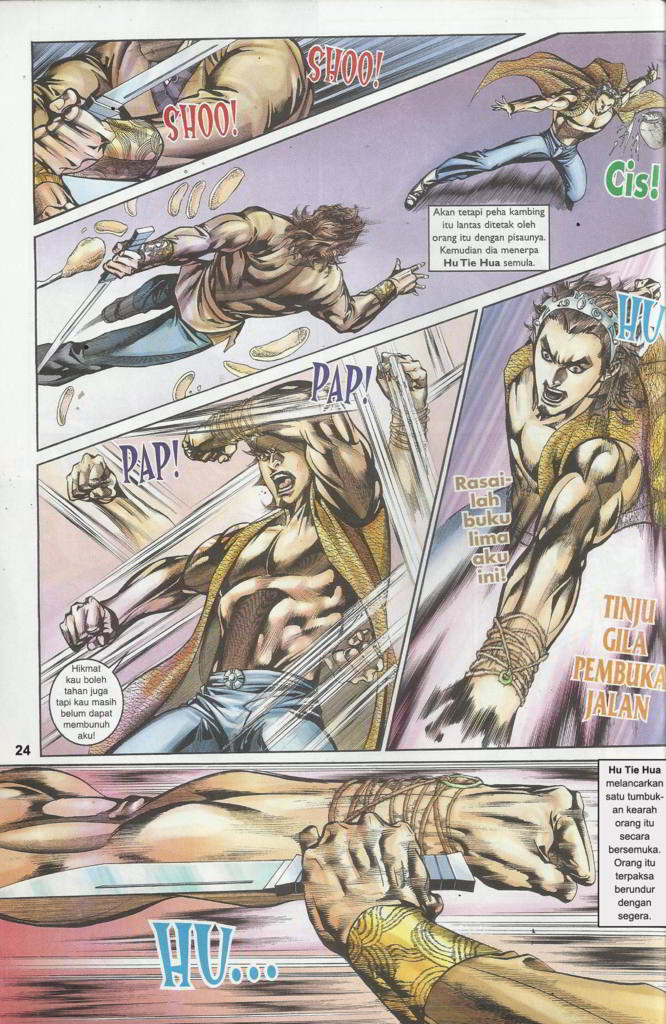 SHOO!
SHOO!
Cis!
Akan tetapi peha kambing
itu lantas ditetak oleh
orang itu dengan pisaunya.
Kemudian dia menerpa
Hu Tie Hua semula.
HU
PAP!
PAP!
Rasai-
lah
buku
lima
aku
ini!
TINJU
GILA
PEMBUKA
JALAN
Hikmat
kau boleh
tahan juga
tapi kau masih
belum dapat
membunuh
aku!
24
Hu Tie Hua
melancarkan
satu tumbuk-
an kearah
orang itu
secara
bersemuka.
Orang itu
terpaksa
berundur
dengan
segera.
HU...